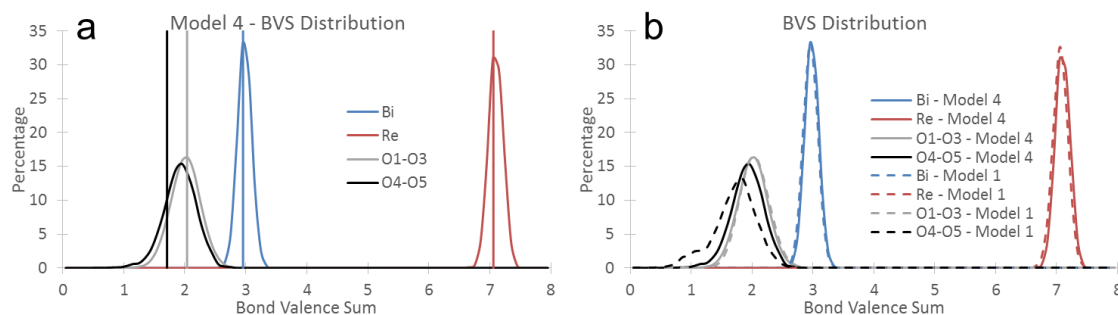 a
Model 4 - BVS Distribution
35
30
25
20
15
10
5
0
Percentage
0 1 2 3 4 5 6 7 8
Bond Valence Sum
Bi
Re
O1-O3
O4-O5
b
BVS Distribution
35
30
25
20
15
10
5
0
Percentage
0 1 2 3 4 5 6 7 8
Bond Valence Sum
Bi - Model 4
Re - Model 4
O1-O3 - Model 4
O4-O5 - Model 4
Bi - Model 1
Re - Model 1
O1-O3 - Model 1
O4-O5 - Model 1